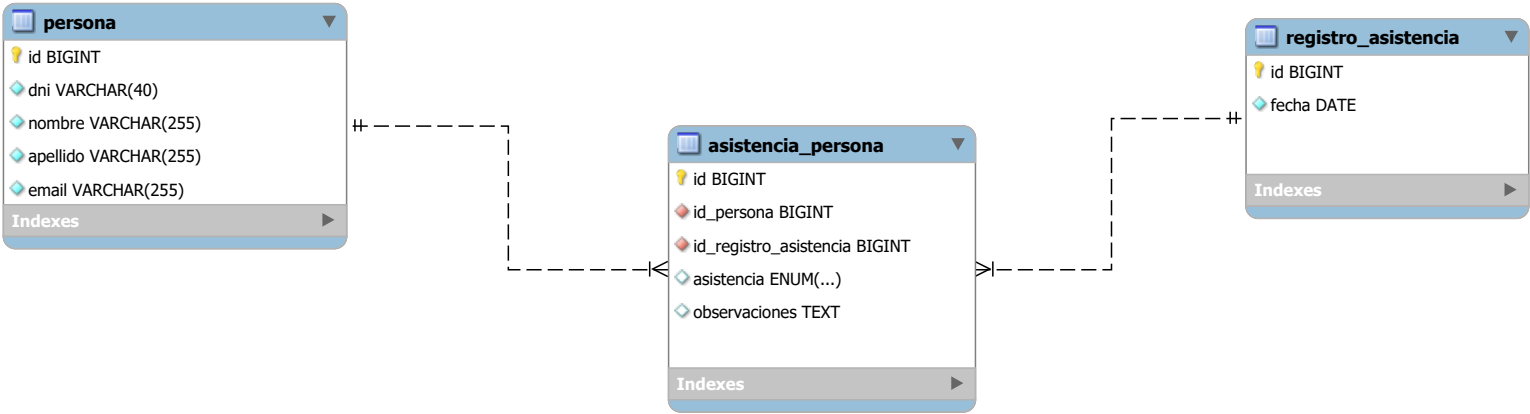 persona
id BIGINT
dni VARCHAR(40)
nombre VARCHAR(255)
apellido VARCHAR(255)
email VARCHAR(255)
Indexes
asistencia_persona
id BIGINT
id_persona BIGINT
id_registro_asistencia BIGINT
asistencia ENUM(...)
observaciones TEXT
Indexes
registro_asistencia
id BIGINT
fecha DATE
Indexes